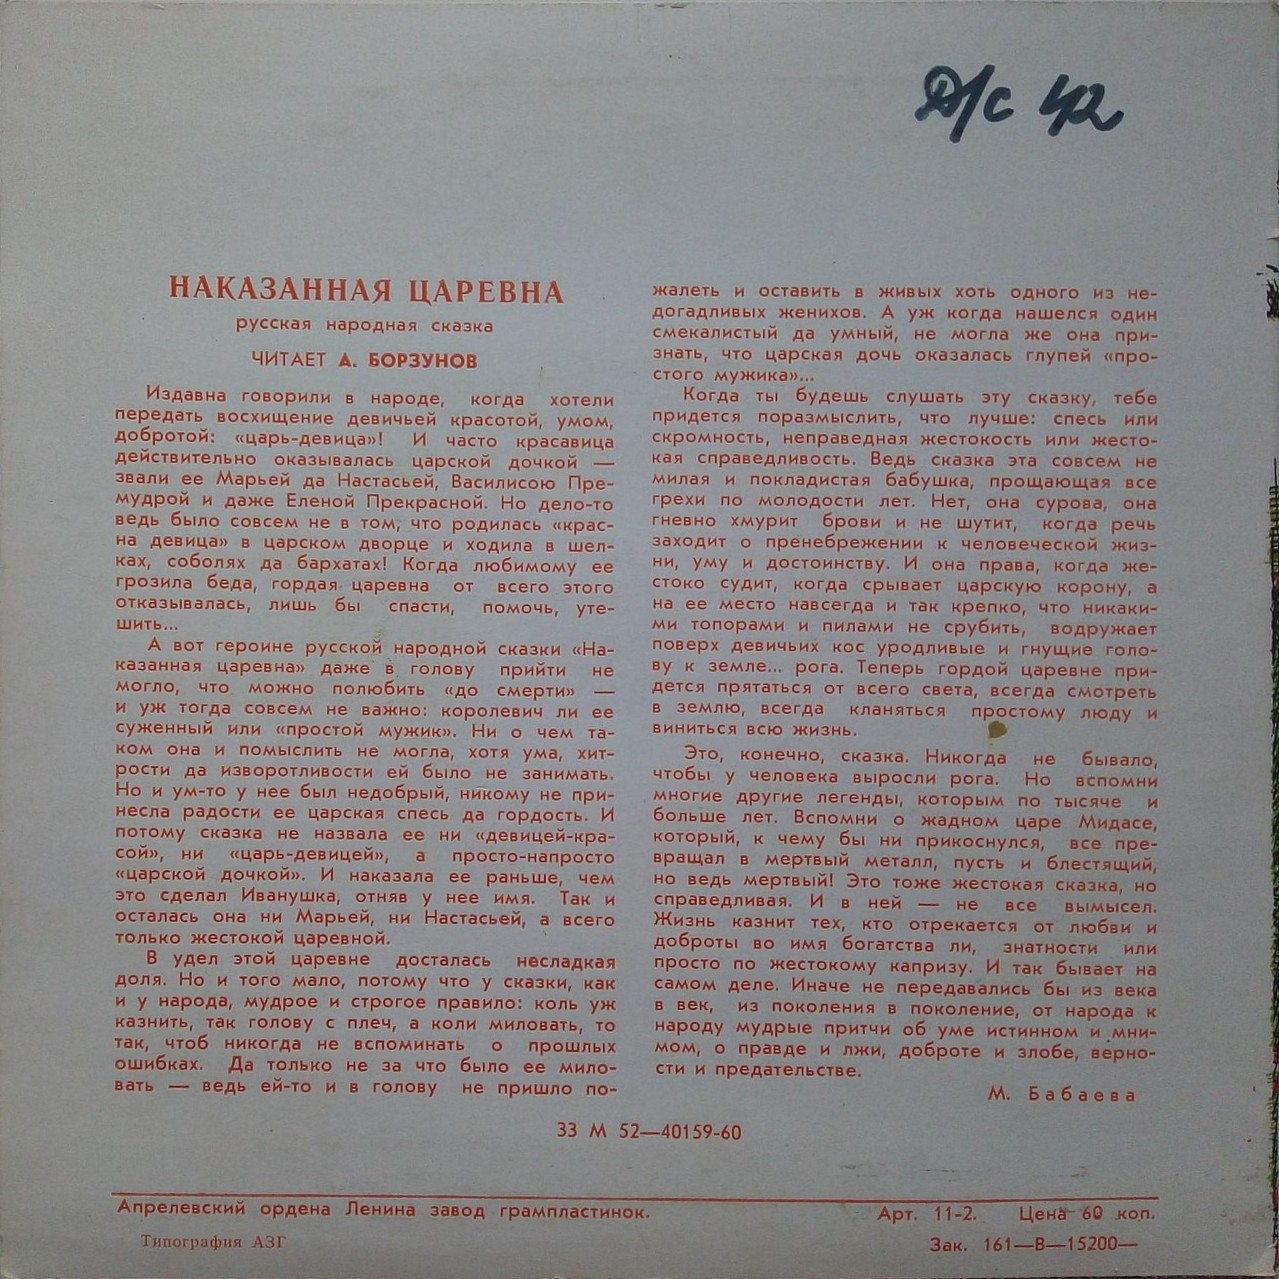 Д/с 42
НАКАЗАННАЯ ЦАРЕВНА
русская народная сказка
ЧИТАЕТ А. БОРЗУНОВ
Издавна говорили в народе, когда хотели
передать восхищение девичьей красотой, умом,
добротой: «царь-девица»! И часто красавица
действительно оказывалась царской дочкой —
звали ее Марьей да Настасьей, Василисою Пре-
мудрой и даже Еленой Прекрасной. Но дело-то
ведь было совсем не в том, что родилась «крас-
на девица» в царском дворце и ходила в шел-
ках, соболях да бархатах! Когда любимому ее
грозила беда, гордая царевна от всего этого
отказывалась, лишь бы спасти, помочь, уте-
шить...
А вот героине русской народной сказки «На-
казанная царевна» даже в голову прийти не
могло, что можно полюбить «до смерти» —
и уж тогда совсем не важно: королевич ли ее
суженный или «простой мужик». Ни о чем та-
ком она и помыслить не могла, хотя ума, хит-
рости да изворотливости ей было не занимать.
Но и ум-то у нее был недобрый, никому не при-
несла радости ее царская спесь да гордость. И
потому сказка не назвала ее ни «девицей-кра-
сой», ни «царь-девицей», а просто-напросто
«царской дочкой». И наказала ее раньше, чем
это сделал Иванушка, отняв у нее имя. Так и
осталась она ни Марьей, ни Настасьей, а всего
только жестокой царевной.
В удел этой царевне досталась несладкая
доля. Но и того мало, потому что у сказки, как
и у народа, мудрое и строгое правило: коль уж
казнить, так голову с плеч, а коли миловать, то
так, чтоб никогда не вспоминать о прошлых
ошибках. Да только не за что было ее мило-
вать — ведь ей-то и в голову не пришло по-
жалеть и оставить в живых хоть одного из не-
догадливых женихов. А уж когда нашелся один
смекалистый да умный, не могла же она при-
знать, что царская дочь оказалась глупей «про-
стого мужика»...
Когда ты будешь слушать эту сказку, тебе
придется поразмыслить, что лучше: спесь или
скромность, неправедная жестокость или жесто-
кая справедливость. Ведь сказка эта совсем не
милая и покладистая бабушка, прощающая все
грехи по молодости лет. Нет, она сурова, она
гневно хмурит брови и не шутит, когда речь
заходит о пренебрежении к человеческой жиз-
ни, уму и достоинству. И она права, когда же-
стоко судит, когда срывает царскую корону, а
на ее место навсегда и так крепко, что никаки-
ми топорами и пилами не срубить, водружает
поверх девичьих кос уродливые и гнущие голо-
ву к земле... рога. Теперь гордой царевне при-
дется прятаться от всего света, всегда смотреть
в землю, всегда кланяться простому люду и
виниться всю жизнь.
Это, конечно, сказка. Никогда не бывало,
чтобы у человека выросли рога. Но вспомни
многие другие легенды, которым по тысяче и
больше лет. Вспомни о жадном царе Мидасе,
который, к чему бы ни прикоснулся, все пре-
вращал в мертвый металл, пусть и блестящий,
но ведь мертвый! Это тоже жестокая сказка, но
справедливая. И в ней — не все вымысел.
Жизнь казнит тех, кто отрекается от любви и
доброты во имя богатства ли, знатности или
просто по жестокому капризу. И так бывает на
самом деле. Иначе не передавались бы из века
в век, из поколения в поколение, от народа к
народу мудрые притчи об уме истинном и мни-
мом, о правде и лжи, доброте и злобе, верно-
сти и предательстве.
М. Бабаева
33 М 52—40159-60
Апрелевский ордена Ленина завод грампластинок. Арт. 11-2. Цена 60 коп.
Типография АЗГ Зак. 161—В—15200—